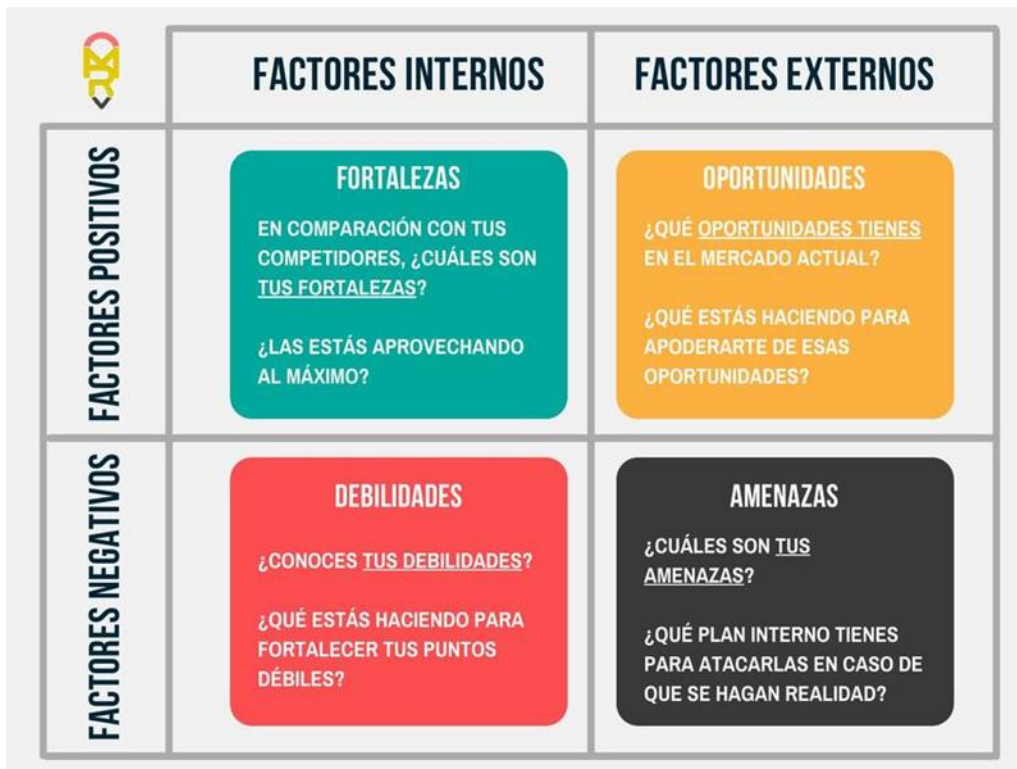 FACTORES INTERNOS
FACTORES EXTERNOS
FACTORES POSITIVOS
FORTALEZAS
EN COMPARACIÓN CON TUS
COMPETIDORES, ¿CUÁLES SON
TUS FORTALEZAS?
¿LAS ESTÁS APROVECHANDO
AL MÁXIMO?
OPORTUNIDADES
¿QUÉ OPORTUNIDADES TIENES
EN EL MERCADO ACTUAL?
¿QUÉ ESTÁS HACIENDO PARA
APODERARTE DE ESAS
OPORTUNIDADES?
FACTORES NEGATIVOS
DEBILIDADES
¿CONOCES TUS DEBILIDADES?
¿QUÉ ESTÁS HACIENDO PARA
FORTALECER TUS PUNTOS
DÉBILES?
AMENAZAS
¿CUÁLES SON TUS
AMENAZAS?
¿QUÉ PLAN INTERNO TIENES
PARA ATACARLAS EN CASO DE
QUE SE HAGAN REALIDAD?